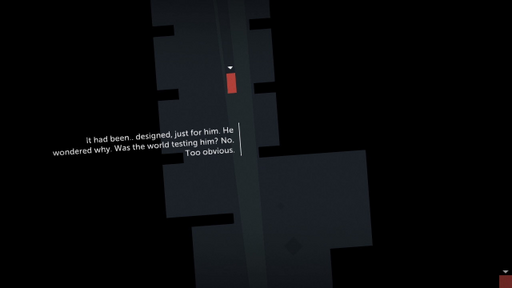 It had been.. designed, just for him. He
wondered why. Was the world testing him? No.
Too obvious.